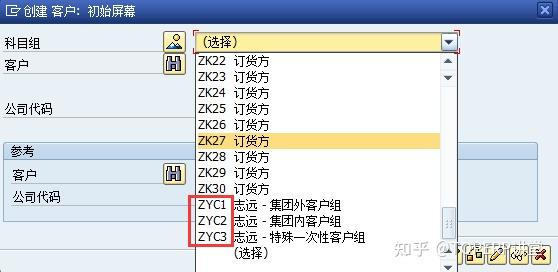 创建 客户: 初始屏幕
科目组
(选择)
客户
公司代码
参考
客户
公司代码
ZK22 订货方
ZK23 订货方
ZK24 订货方
ZK25 订货方
ZK26 订货方
ZK27 订货方
ZK28 订货方
ZK29 订货方
ZK30 订货方
ZYC1 志远 - 集团外客户组
ZYC2 志远 - 集团内客户组
ZYC3 志远 - 特殊一次性客户组
(选择)
知乎